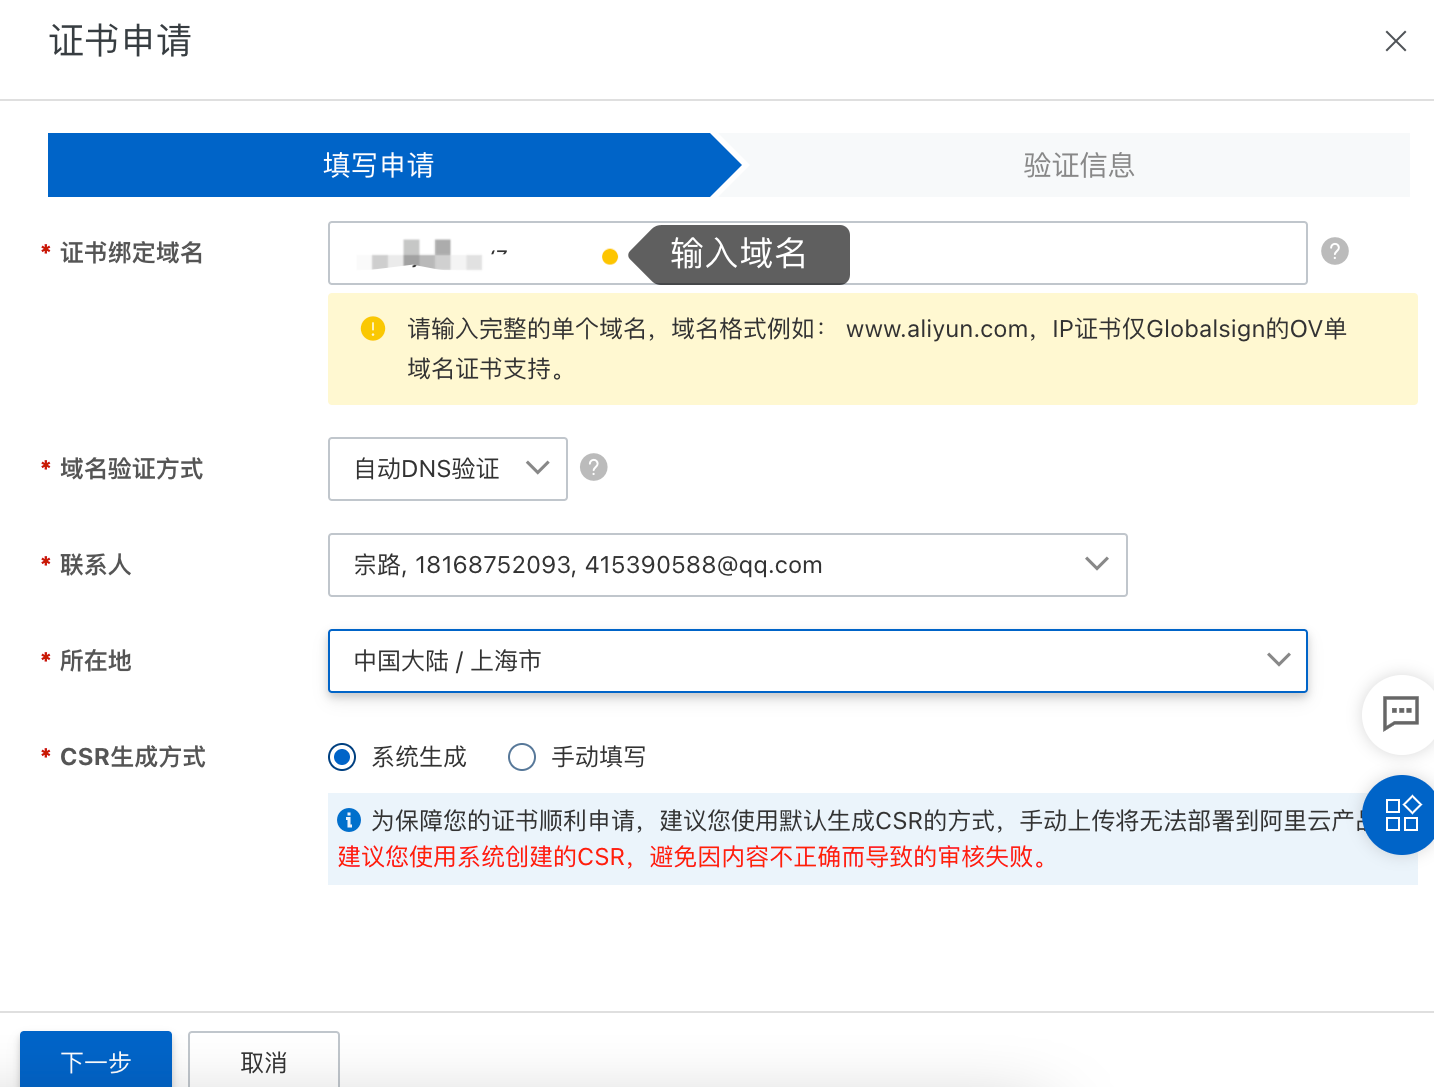 证书申请
填写申请
验证信息
* 证书绑定域名
输入域名
请输入完整的单个域名，域名格式例如： www.aliyun.com，IP证书仅Globalsign的OV单
域名证书支持。
* 域名验证方式
自动DNS验证
* 联系人
宗路, 18168752093, 415390588@qq.com
* 所在地
中国大陆 / 上海市
* CSR生成方式
系统生成
手动填写
为保障您的证书顺利申请，建议您使用默认生成CSR的方式，手动上传将无法部署到阿里云产
建议您使用系统创建的CSR，避免因内容不正确而导致的审核失败。
下一步
取消